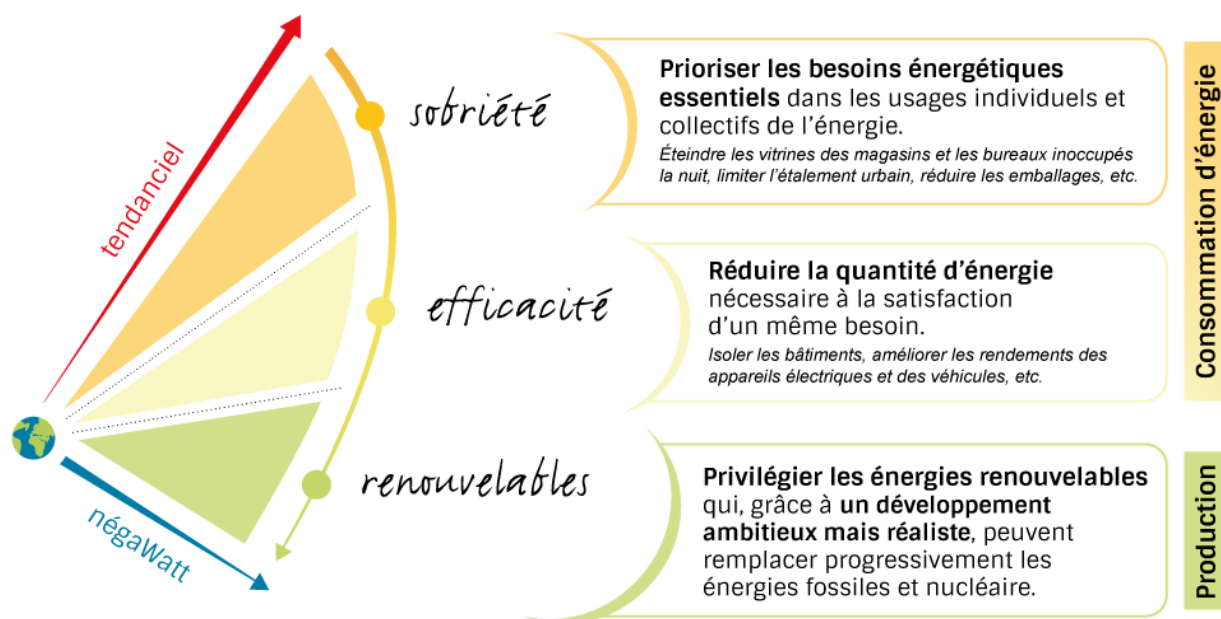 tendanciel
négaWatt
sobriété
Prioriser les besoins énergétiques
essentiels dans les usages individuels et
collectifs de l'énergie.
Éteindre les vitrines des magasins et les bureaux inoccupés
la nuit, limiter l'étalement urbain, réduire les emballages, etc.
efficacité
Réduire la quantité d'énergie
nécessaire à la satisfaction
d'un même besoin.
Isoler les bâtiments, améliorer les rendements des
appareils électriques et des véhicules, etc.
Consommation d'énergie
renouvelables
Privilégier les énergies renouvelables
qui, grâce à un développement
ambitieux mais réaliste, peuvent
remplacer progressivement les
énergies fossiles et nucléaire.
Production